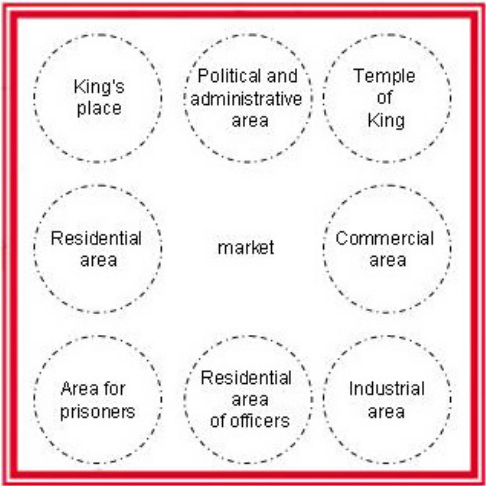 King's
place
Political and
administrative
area
Temple
of
King
Residential
area
market
Commercial
area
Area for
prisoners
Residential
area
of officers
Industrial
area